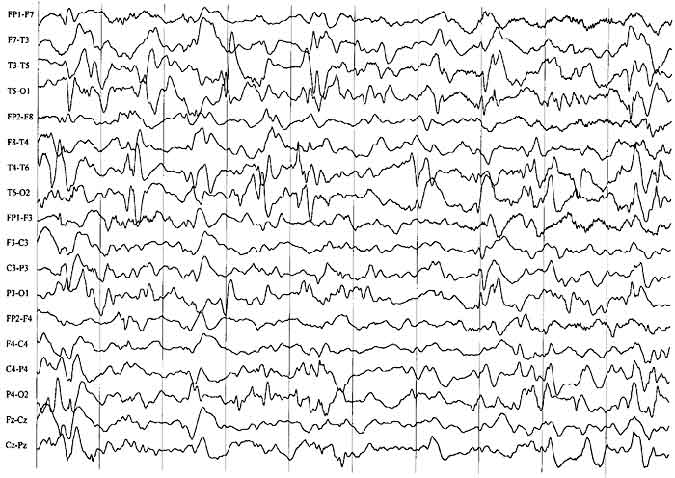 FP1-F7
F7-T3
T3-T5
T5-O1
FP2-F8
F8-T4
T4-T6
T6-O2
FP1-F3
F3-C3
C3-P3
P3-O1
FP2-F4
F4-C4
C4-P4
P4-O2
Fz-Cz
Cz-Pz